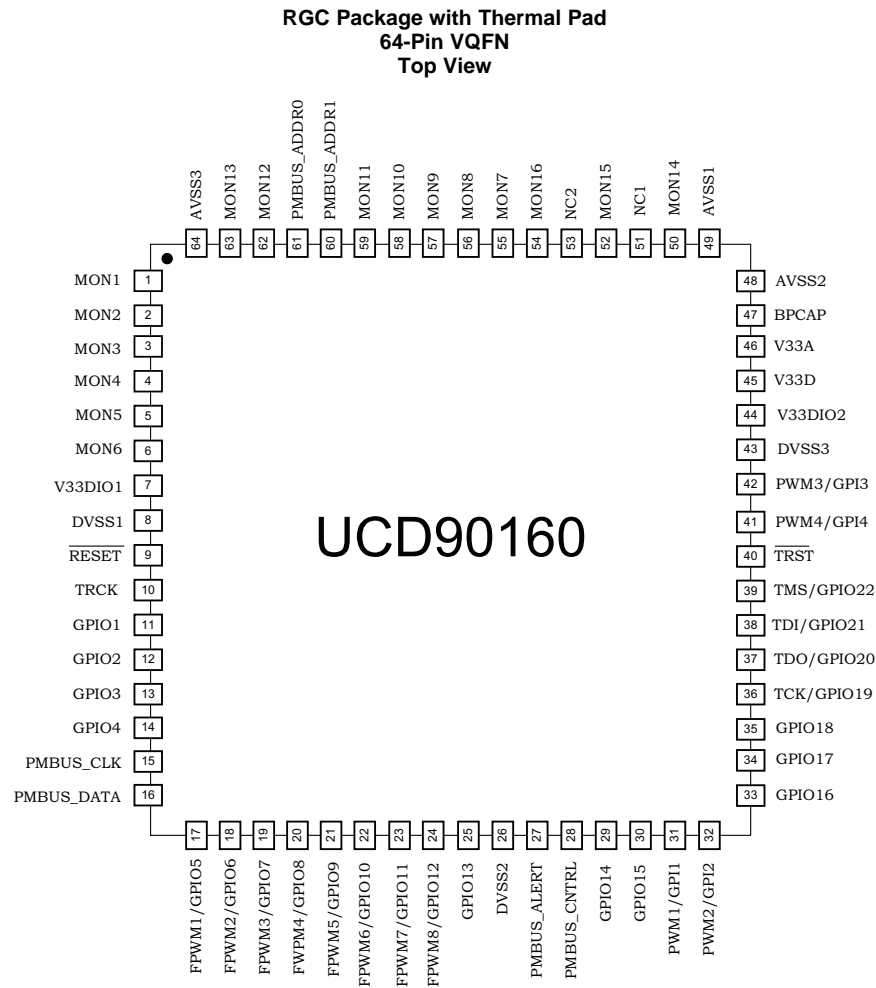 RGC Package with Thermal Pad
64-Pin VQFN
Top View
AVSS3
MON13
MON12
PMBUS_ADDR0
PMBUS_ADDR1
MON11
MON10
MON9
MON8
MON7
MON16
NC2
MON15
NC1
MON14
AVSS1
64
63
62
61
60
59
58
57
56
55
54
53
52
51
50
49
MON1 1
MON2 2
MON3 3
MON4 4
MON5 5
MON6 6
V33DIO1 7
DVSS1 8
RESET 9
TRCK 10
GPIO1 11
GPIO2 12
GPIO3 13
GPIO4 14
PMBUS_CLK 15
PMBUS_DATA 16
UCD90160
48 AVSS2
47 BPCAP
46 V33A
45 V33D
44 V33DIO2
43 DVSS3
42 PWM3/GPI3
41 PWM4/GPI4
40 TRST
39 TMS/GPIO22
38 TDI/GPIO21
37 TDO/GPIO20
36 TCK/GPIO19
35 GPIO18
34 GPIO17
33 GPIO16
17
18
19
20
21
22
23
24
25
26
27
28
29
30
31
32
FPWM1/GPIO5
FPWM2/GPIO6
FPWM3/GPIO7
FWPM4/GPIO8
FPWM5/GPIO9
FPWM6/GPIO10
FPWM7/GPIO11
FPWM8/GPIO12
GPIO13
DVSS2
PMBUS_ALERT
PMBUS_CNTRL
GPIO14
GPIO15
PWM1/GPI1
PWM2/GPI2